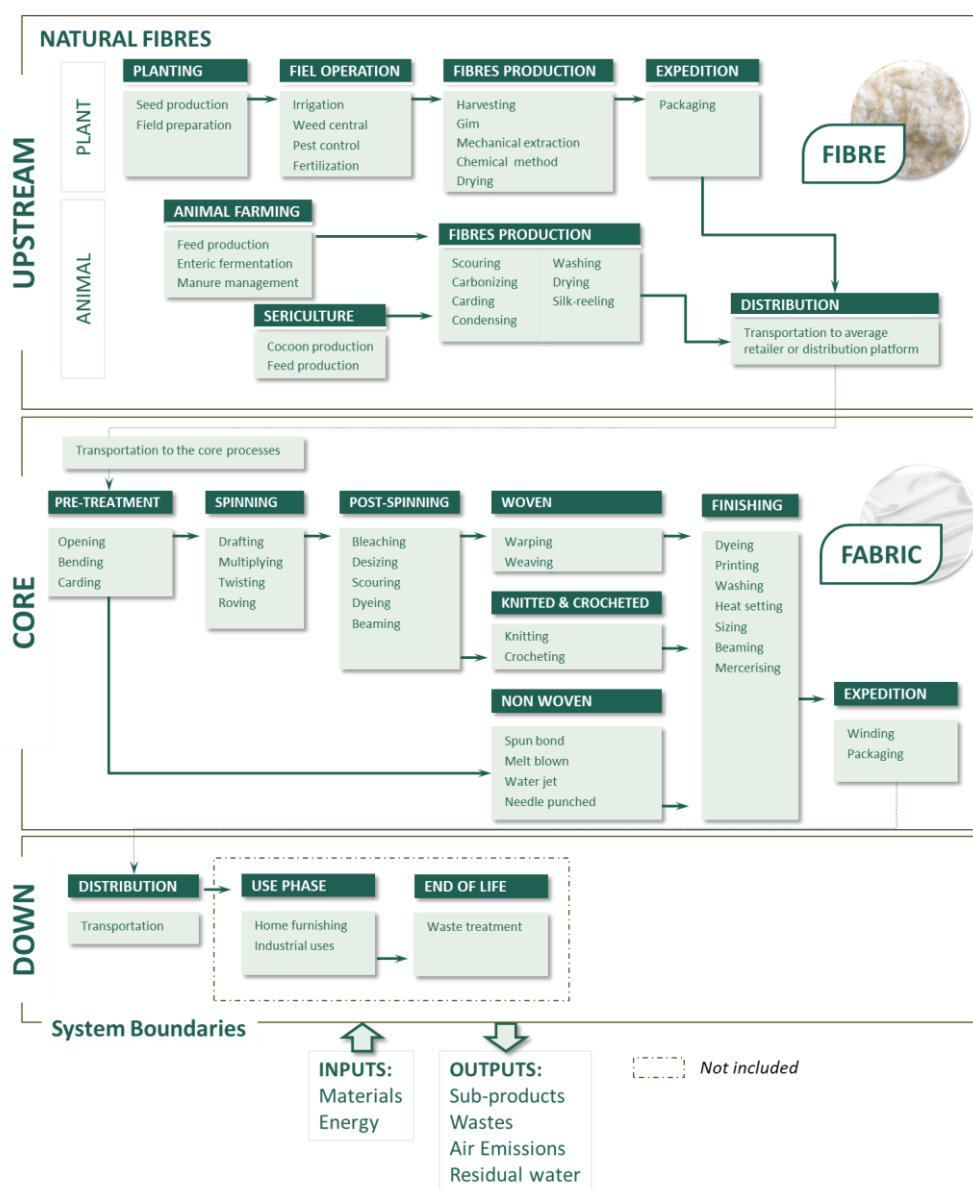 NATURAL FIBRES
UPSTREAM
PLANT
PLANTING
Seed production
Field preparation
FIEL OPERATION
Irrigation
Weed central
Pest control
Fertilization
FIBRES PRODUCTION
Harvesting
Gim
Mechanical extraction
Chemical method
Drying
EXPEDITION
Packaging
FIBRE
ANIMAL
ANIMAL FARMING
Feed production
Enteric fermentation
Manure management
SERICULTURE
Cocoon production
Feed production
FIBRES PRODUCTION
Scouring
Carbonizing
Carding
Condensing
Washing
Drying
Silk-reeling
DISTRIBUTION
Transportation to average
retailer or distribution platform
CORE
Transportation to the core processes
PRE-TREATMENT
Opening
Bending
Carding
SPINNING
Drafting
Multiplying
Twisting
Roving
POST-SPINNING
Bleaching
Desizing
Scouring
Dyeing
Beaming
WOVEN
Warping
Weaving
KNITTED & CROCHETED
Knitting
Crocheting
NON WOVEN
Spun bond
Melt blown
Water jet
Needle punched
FINISHING
Dyeing
Printing
Washing
Heat setting
Sizing
Beaming
Mercerising
FABRIC
EXPEDITION
Winding
Packaging
DOWN
DISTRIBUTION
Transportation
USE PHASE
Home furnishing
Industrial uses
END OF LIFE
Waste treatment
System Boundaries
INPUTS:
Materials
Energy
OUTPUTS:
Sub-products
Wastes
Air Emissions
Residual water
Not included